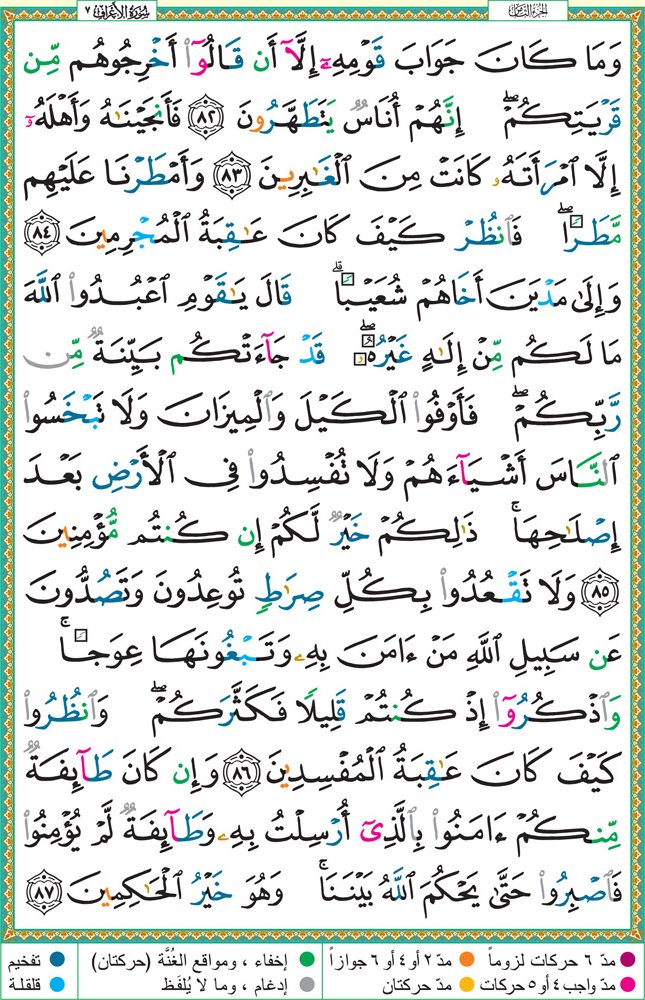 الجزء الثامن سورة الأعراف ٧
وَمَا كَانَ جَوَابَ قَوْمِهِۦٓ إِلَّآ أَن قَالُوٓا۟ أَخْرِجُوهُم مِّن
قَرْيَتِكُمْ ۖ إِنَّهُمْ أُنَاسٌ يَتَطَهَّرُونَ ٨٢ فَأَنجَيْنَٰهُ وَأَهْلَهُۥٓ
إِلَّا ٱمْرَأَتَهُۥ كَانَتْ مِنَ ٱلْغَٰبِرِينَ ٨٣ وَأَمْطَرْنَا عَلَيْهِم
مَّطَرًا ۖ فَٱنظُرْ كَيْفَ كَانَ عَٰقِبَةُ ٱلْمُجْرِمِينَ ٨٤
وَإِلَىٰ مَدْيَنَ أَخَاهُمْ شُعَيْبًا ۗ قَالَ يَٰقَوْمِ ٱعْبُدُوا۟ ٱللَّهَ
مَا لَكُم مِّنْ إِلَٰهٍ غَيْرُهُۥ ۖ قَدْ جَآءَتْكُم بَيِّنَةٌ مِّن
رَّبِّكُمْ ۖ فَأَوْفُوا۟ ٱلْكَيْلَ وَٱلْمِيزَانَ وَلَا تَبْخَسُوا۟
ٱلنَّاسَ أَشْيَآءَهُمْ وَلَا تُفْسِدُوا۟ فِى ٱلْأَرْضِ بَعْدَ
إِصْلَٰحِهَا ۚ ذَٰلِكُمْ خَيْرٌ لَّكُمْ إِن كُنتُم مُّؤْمِنِينَ
٨٥ وَلَا تَقْعُدُوا۟ بِكُلِّ صِرَٰطٍ تُوعِدُونَ وَتَصُدُّونَ
عَن سَبِيلِ ٱللَّهِ مَنْ ءَامَنَ بِهِۦ وَتَبْغُونَهَا عِوَجًا ۚ
وَٱذْكُرُوٓا۟ إِذْ كُنتُمْ قَلِيلًا فَكَثَّرَكُمْ ۖ وَٱنظُرُوا۟
كَيْفَ كَانَ عَٰقِبَةُ ٱلْمُفْسِدِينَ ٨٦ وَإِن كَانَ طَآئِفَةٌ
مِّنكُمْ ءَامَنُوا۟ بِٱلَّذِىٓ أُرْسِلْتُ بِهِۦ وَطَآئِفَةٌ لَّمْ يُؤْمِنُوا۟
فَٱصْبِرُوا۟ حَتَّىٰ يَحْكُمَ ٱللَّهُ بَيْنَنَا ۚ وَهُوَ خَيْرُ ٱلْحَٰكِمِينَ ٨٧
مدّ ٦ حركات لزوماً مدّ ٢ أو ٤ أو ٦ جوازاً إخفاء ، ومواقع الغُنَّة (حركتان) تفخيم
مدّ واجب ٤ أو ٥ حركات مدّ حركتان إدغام ، وما لا يُلفَظ قلقلة